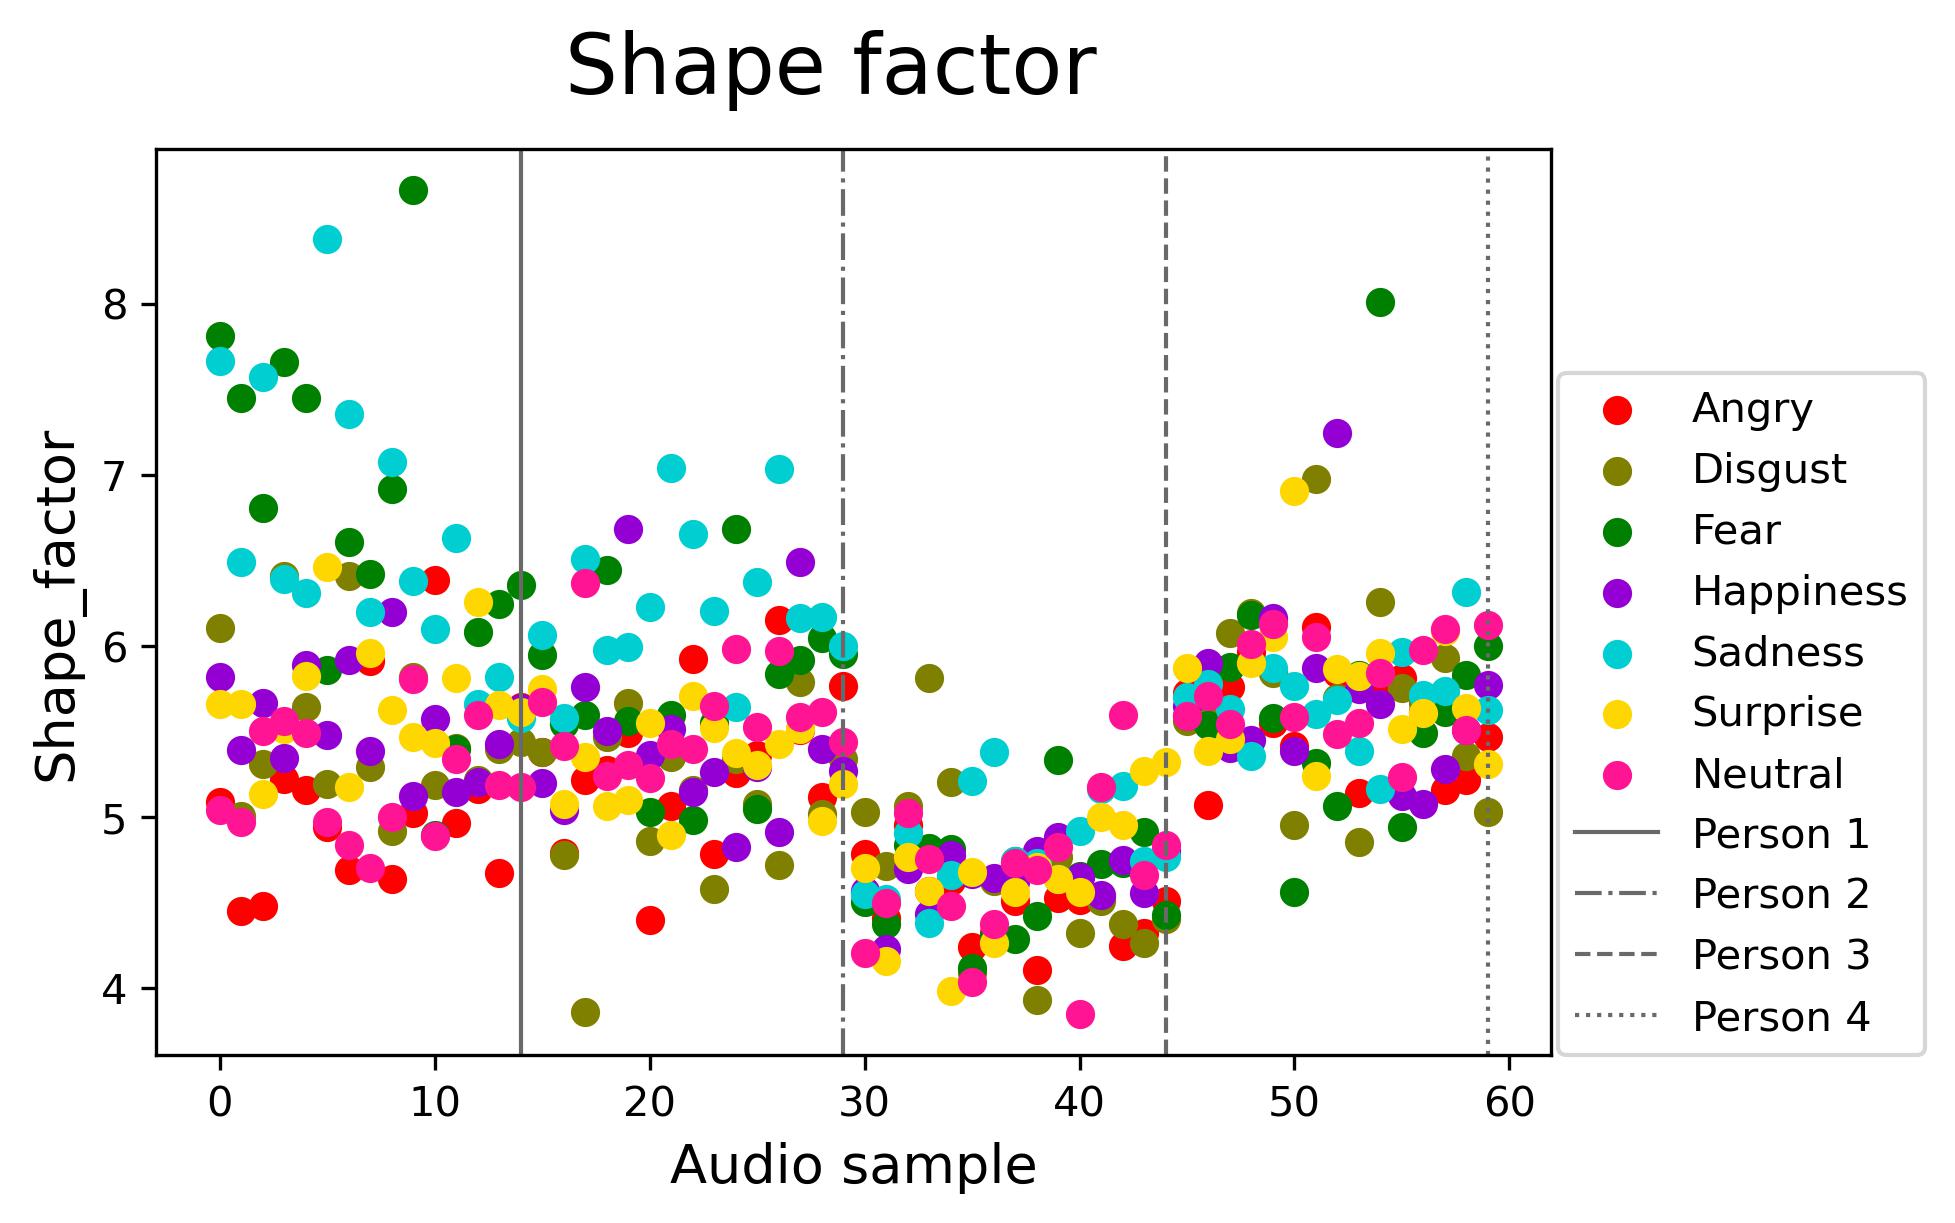 Shape factor
Shape_factor
8
7
6
5
4
0 10 20 30 40 50 60
Audio sample
Angry
Disgust
Fear
Happiness
Sadness
Surprise
Neutral
Person 1
Person 2
Person 3
Person 4